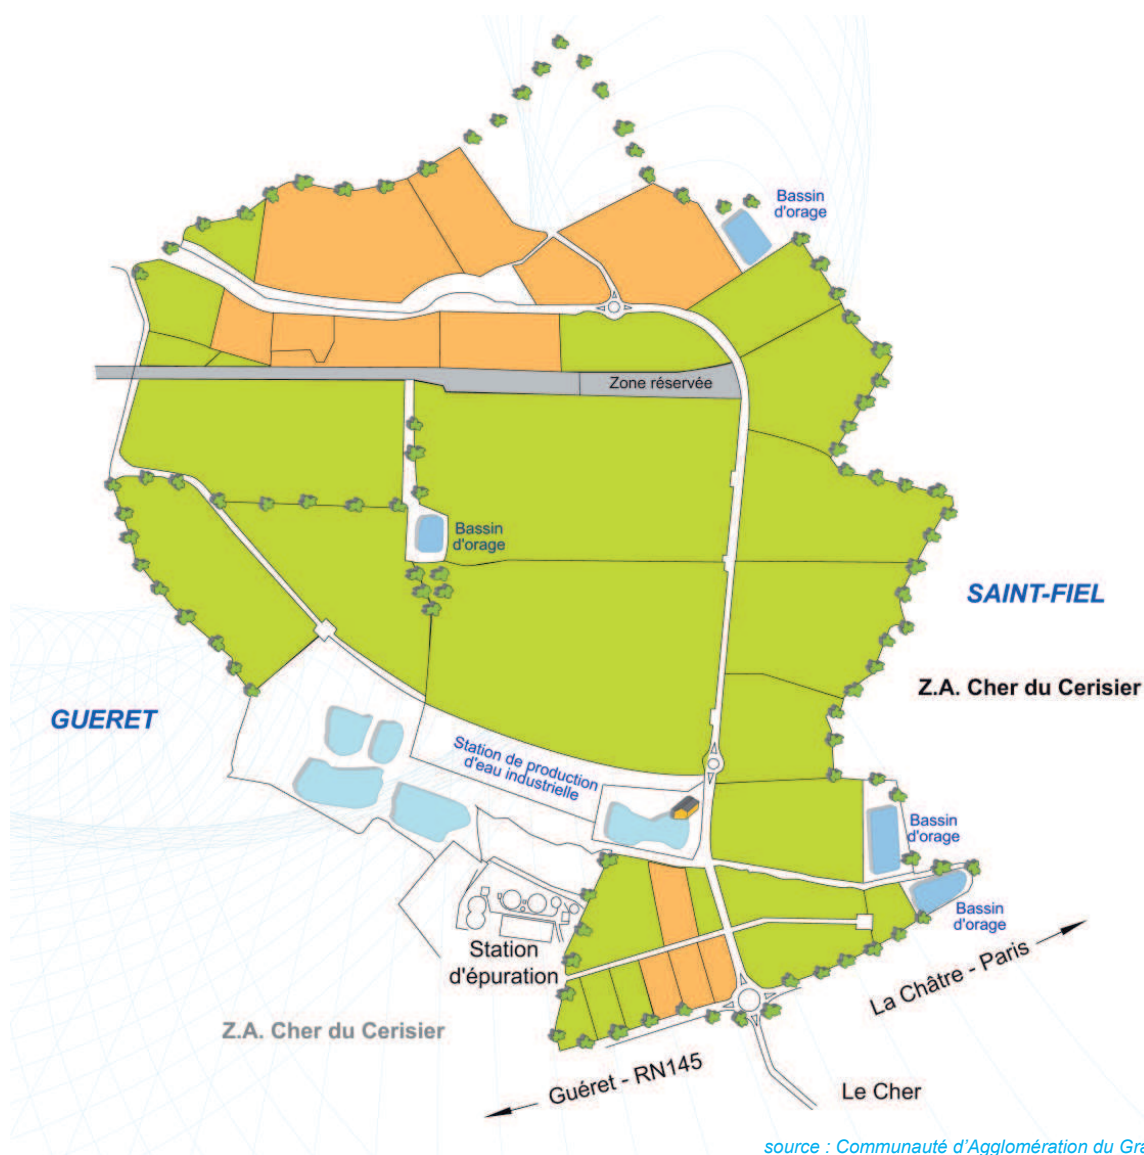 Bassin
d'orage
Zone réservée
Bassin
d'orage
SAINT-FIEL
Z.A. Cher du Cerisier
GUERET
Station de production
d'eau industrielle
Bassin
d'orage
Bassin
d'orage
Station
d'épuration
La Châtre - Paris
Z.A. Cher du Cerisier
Guéret - RN145
Le Cher
source : Communauté d'Agglomération du Gra